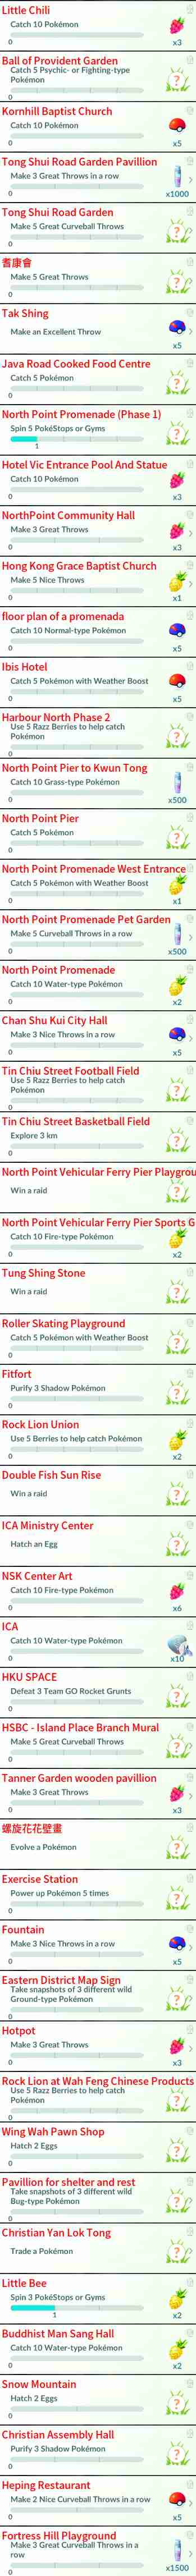 Little Chili
Catch 10 Pokémon
0
x3
Ball of Provident Garden
Catch 5 Psychic- or Fighting-type
Pokémon
0
Kornhill Baptist Church
Catch 10 Pokémon
0
x5
Tong Shui Road Garden Pavillion
Make 3 Great Throws in a row
0
x1000
Tong Shui Road Garden
Make 5 Great Curveball Throws
0
耆康會
Make 5 Great Throws
0
Tak Shing
Make an Excellent Throw
x5
Java Road Cooked Food Centre
Catch 5 Pokémon
0
North Point Promenade (Phase 1)
Spin 5 PokéStops or Gyms
1
Hotel Vic Entrance Pool And Statue
Catch 10 Pokémon
0
x3
NorthPoint Community Hall
Make 3 Great Throws
0
x3
Hong Kong Grace Baptist Church
Make 5 Nice Throws
0
x1
floor plan of a promenada
Catch 10 Normal-type Pokémon
0
x5
Ibis Hotel
Catch 5 Pokémon with Weather Boost
0
x5
Harbour North Phase 2
Use 5 Razz Berries to help catch
Pokémon
0
North Point Pier to Kwun Tong
Catch 10 Grass-type Pokémon
0
x500
North Point Pier
Catch 5 Pokémon
0
North Point Promenade West Entrance
Catch 5 Pokémon with Weather Boost
0
x1
North Point Promenade Pet Garden
Make 5 Curveball Throws in a row
0
x500
North Point Promenade
Catch 10 Water-type Pokémon
0
x2
Chan Shu Kui City Hall
Make 3 Nice Throws in a row
0
x5
Tin Chiu Street Football Field
Use 5 Razz Berries to help catch
Pokémon
0
Tin Chiu Street Basketball Field
Explore 3 km
0
North Point Vehicular Ferry Pier Playgrou
Win a raid
North Point Vehicular Ferry Pier Sports G
Catch 10 Fire-type Pokémon
0
x2
Tung Shing Stone
Win a raid
Roller Skating Playground
Catch 5 Pokémon with Weather Boost
0
Fitfort
Purify 3 Shadow Pokémon
0
Rock Lion Union
Use 5 Berries to help catch Pokémon
0
x2
Double Fish Sun Rise
Win a raid
ICA Ministry Center
Hatch an Egg
NSK Center Art
Catch 10 Fire-type Pokémon
0
x6
ICA
Catch 10 Water-type Pokémon
0
x10
HKU SPACE
Defeat 3 Team GO Rocket Grunts
0
HSBC - Island Place Branch Mural
Make 5 Great Curveball Throws
0
Tanner Garden wooden pavillion
Make 3 Great Throws
0
x3
螺旋花花壁畫
Evolve a Pokémon
Exercise Station
Power up Pokémon 5 times
0
Fountain
Make 3 Nice Throws in a row
0
x5
Eastern District Map Sign
Take snapshots of 3 different wild
Ground-type Pokémon
0
Hotpot
Make 3 Great Throws
0
x3
Rock Lion at Wah Feng Chinese Products
Use 5 Razz Berries to help catch
Pokémon
0
Wing Wah Pawn Shop
Hatch 2 Eggs
0
Pavillion for shelter and rest
Take snapshots of 3 different wild
Bug-type Pokémon
0
Christian Yan Lok Tong
Trade a Pokémon
Little Bee
Spin 3 PokéStops or Gyms
1
x2
Buddhist Man Sang Hall
Catch 10 Water-type Pokémon
0
x2
Snow Mountain
Hatch 2 Eggs
0
Christian Assembly Hall
Purify 3 Shadow Pokémon
0
Heping Restaurant
Make 2 Nice Curveball Throws in a row
0
x5
Fortress Hill Playground
Make 3 Great Curveball Throws in a
row
0
x1500